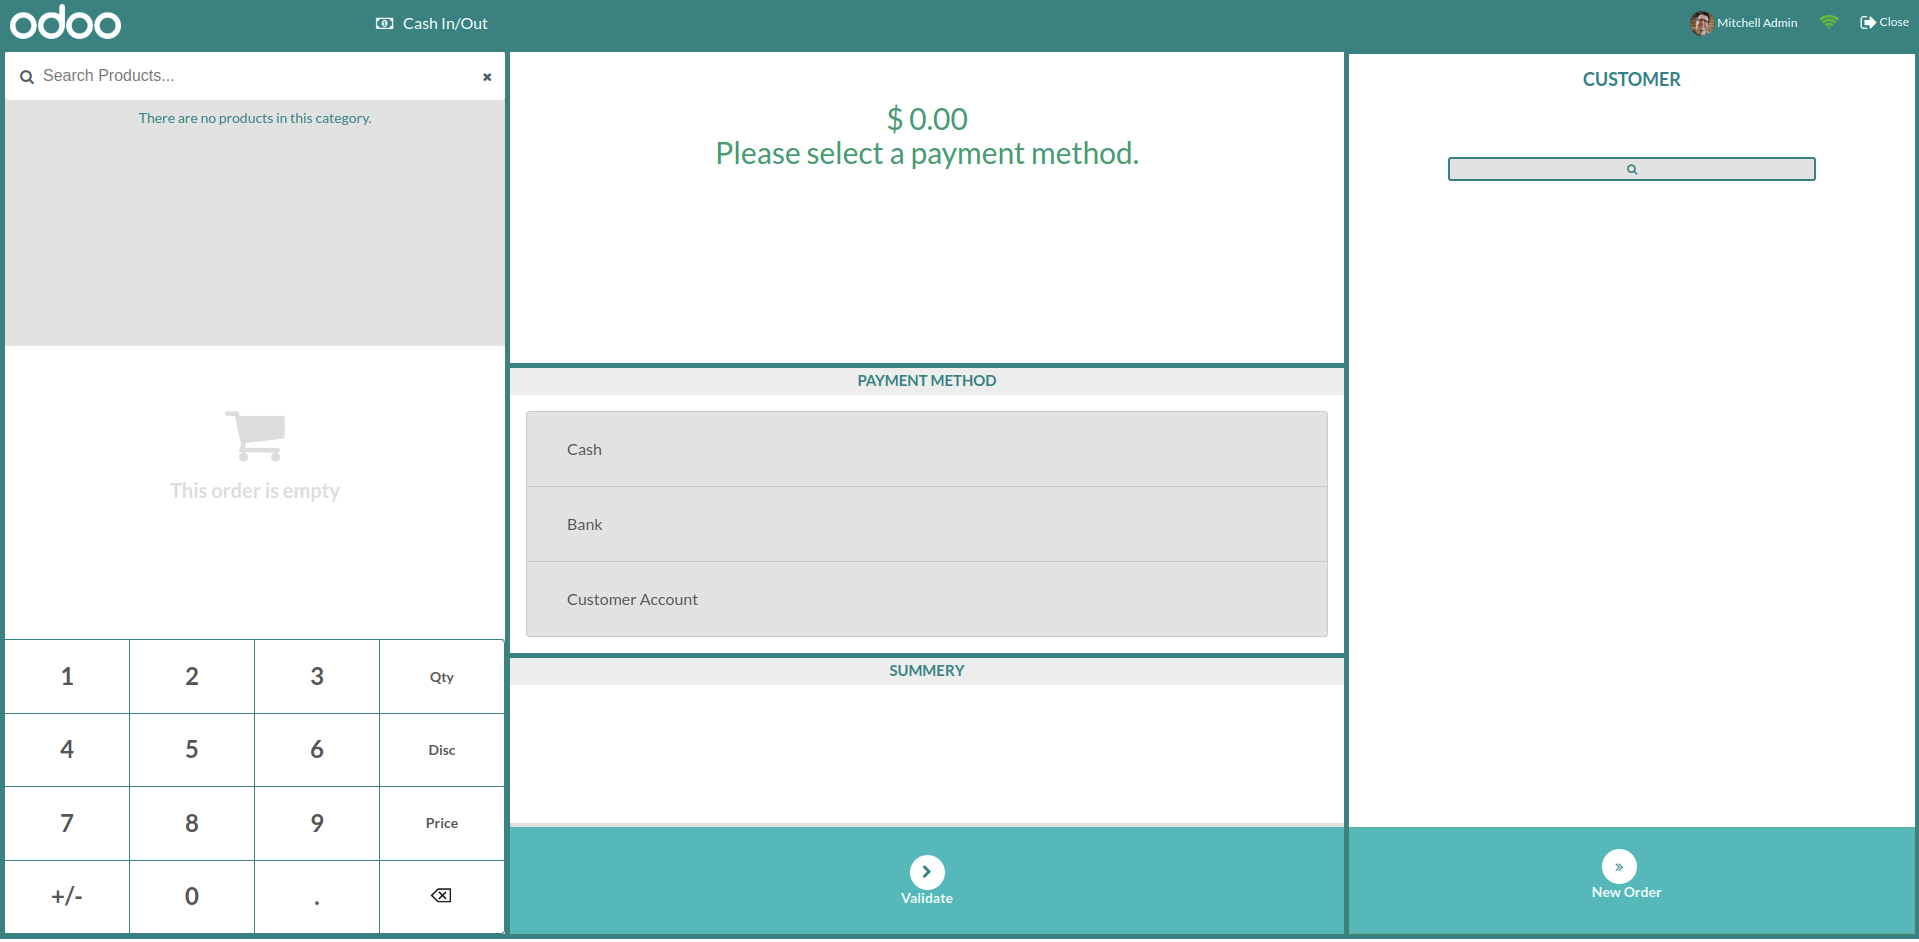 odoo
Cash In/Out
Mitchell Admin
Close
Search Products...
There are no products in this category.
This order is empty
1 2 3 Qty
4 5 6 Disc
7 8 9 Price
+/- 0 .
$ 0.00
Please select a payment method.
PAYMENT METHOD
Cash
Bank
Customer Account
SUMMERY
Validate
CUSTOMER
New Order